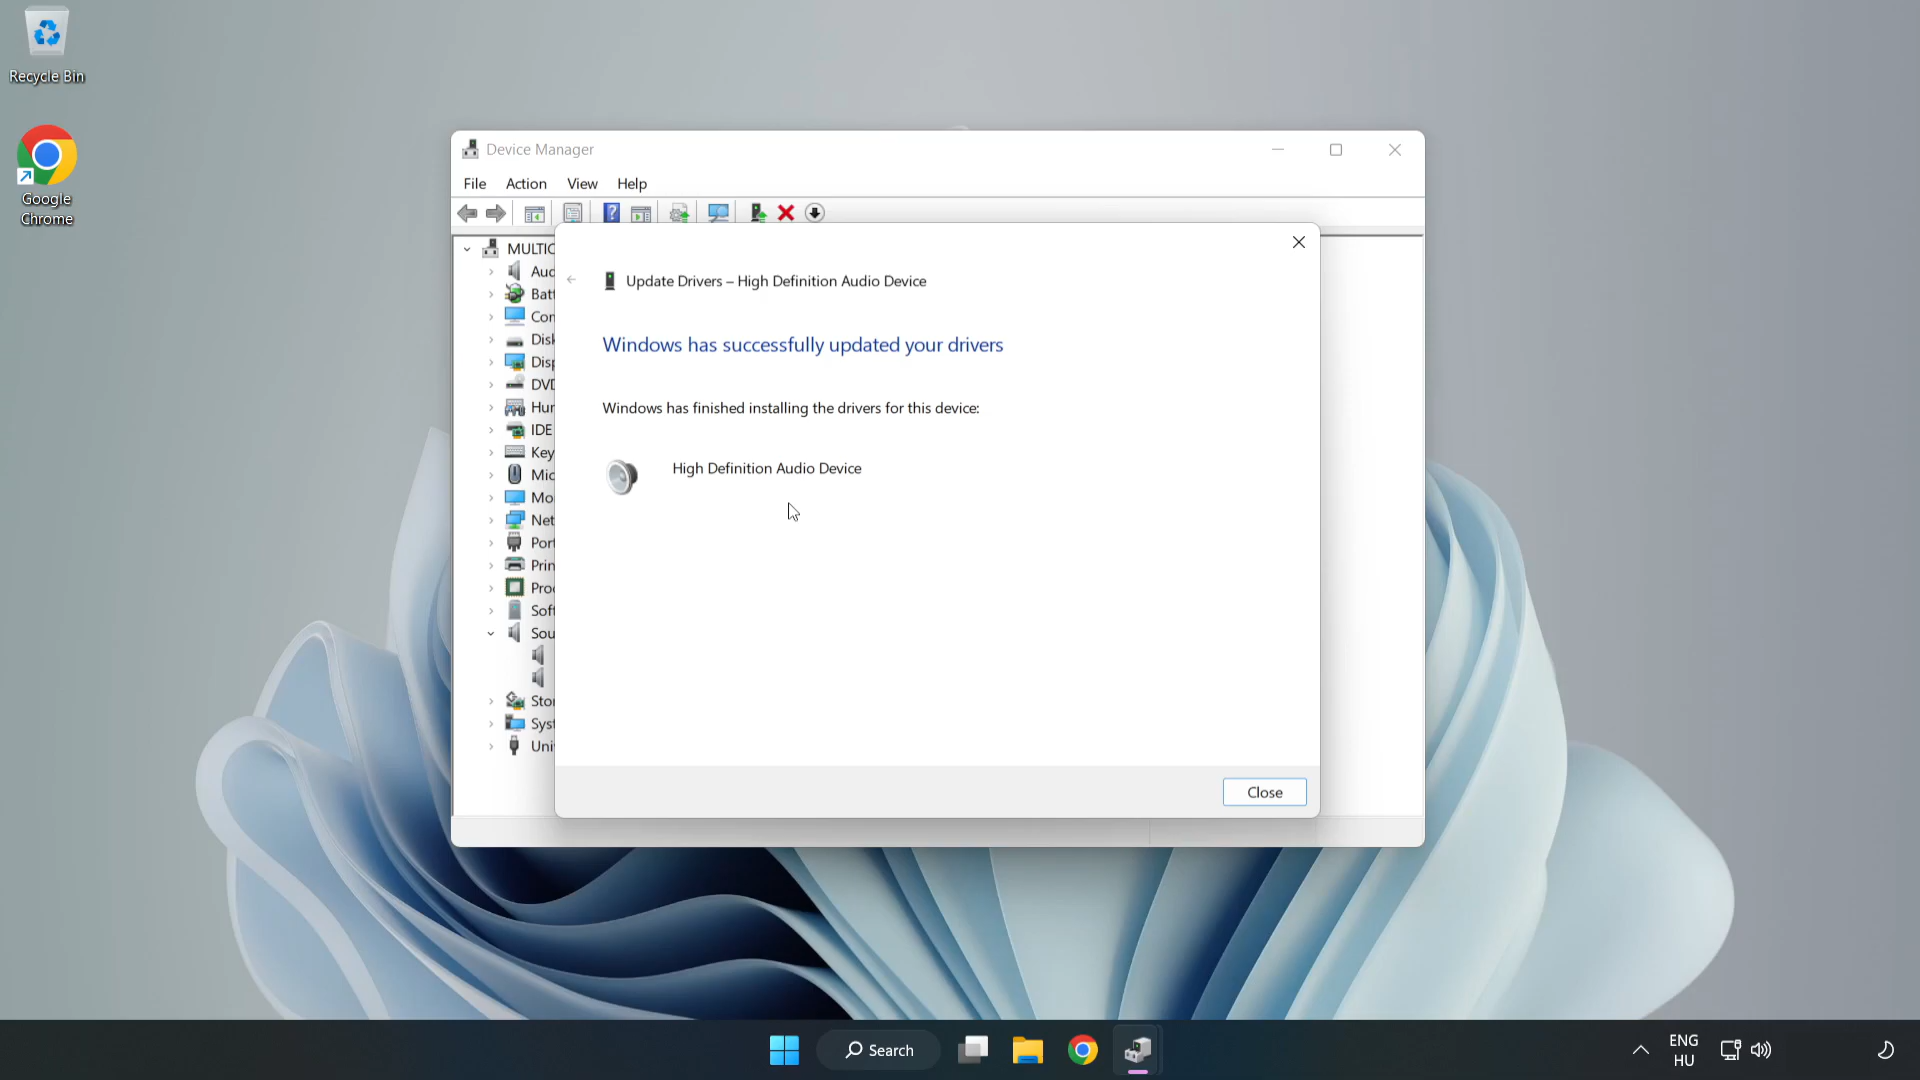 Recycle Bin
Google
Chrome
Device Manager
File Action View Help
MULTIC
Aud
Batt
Con
Disk
Disp
DVD
Hur
IDE
Key
Mic
Mor
Net
Port
Prin
Proc
Soft
Sou
Stor
Syst
Uni
Update Drivers – High Definition Audio Device
Windows has successfully updated your drivers
Windows has finished installing the drivers for this device:
High Definition Audio Device
Close
Search
ENG
HU